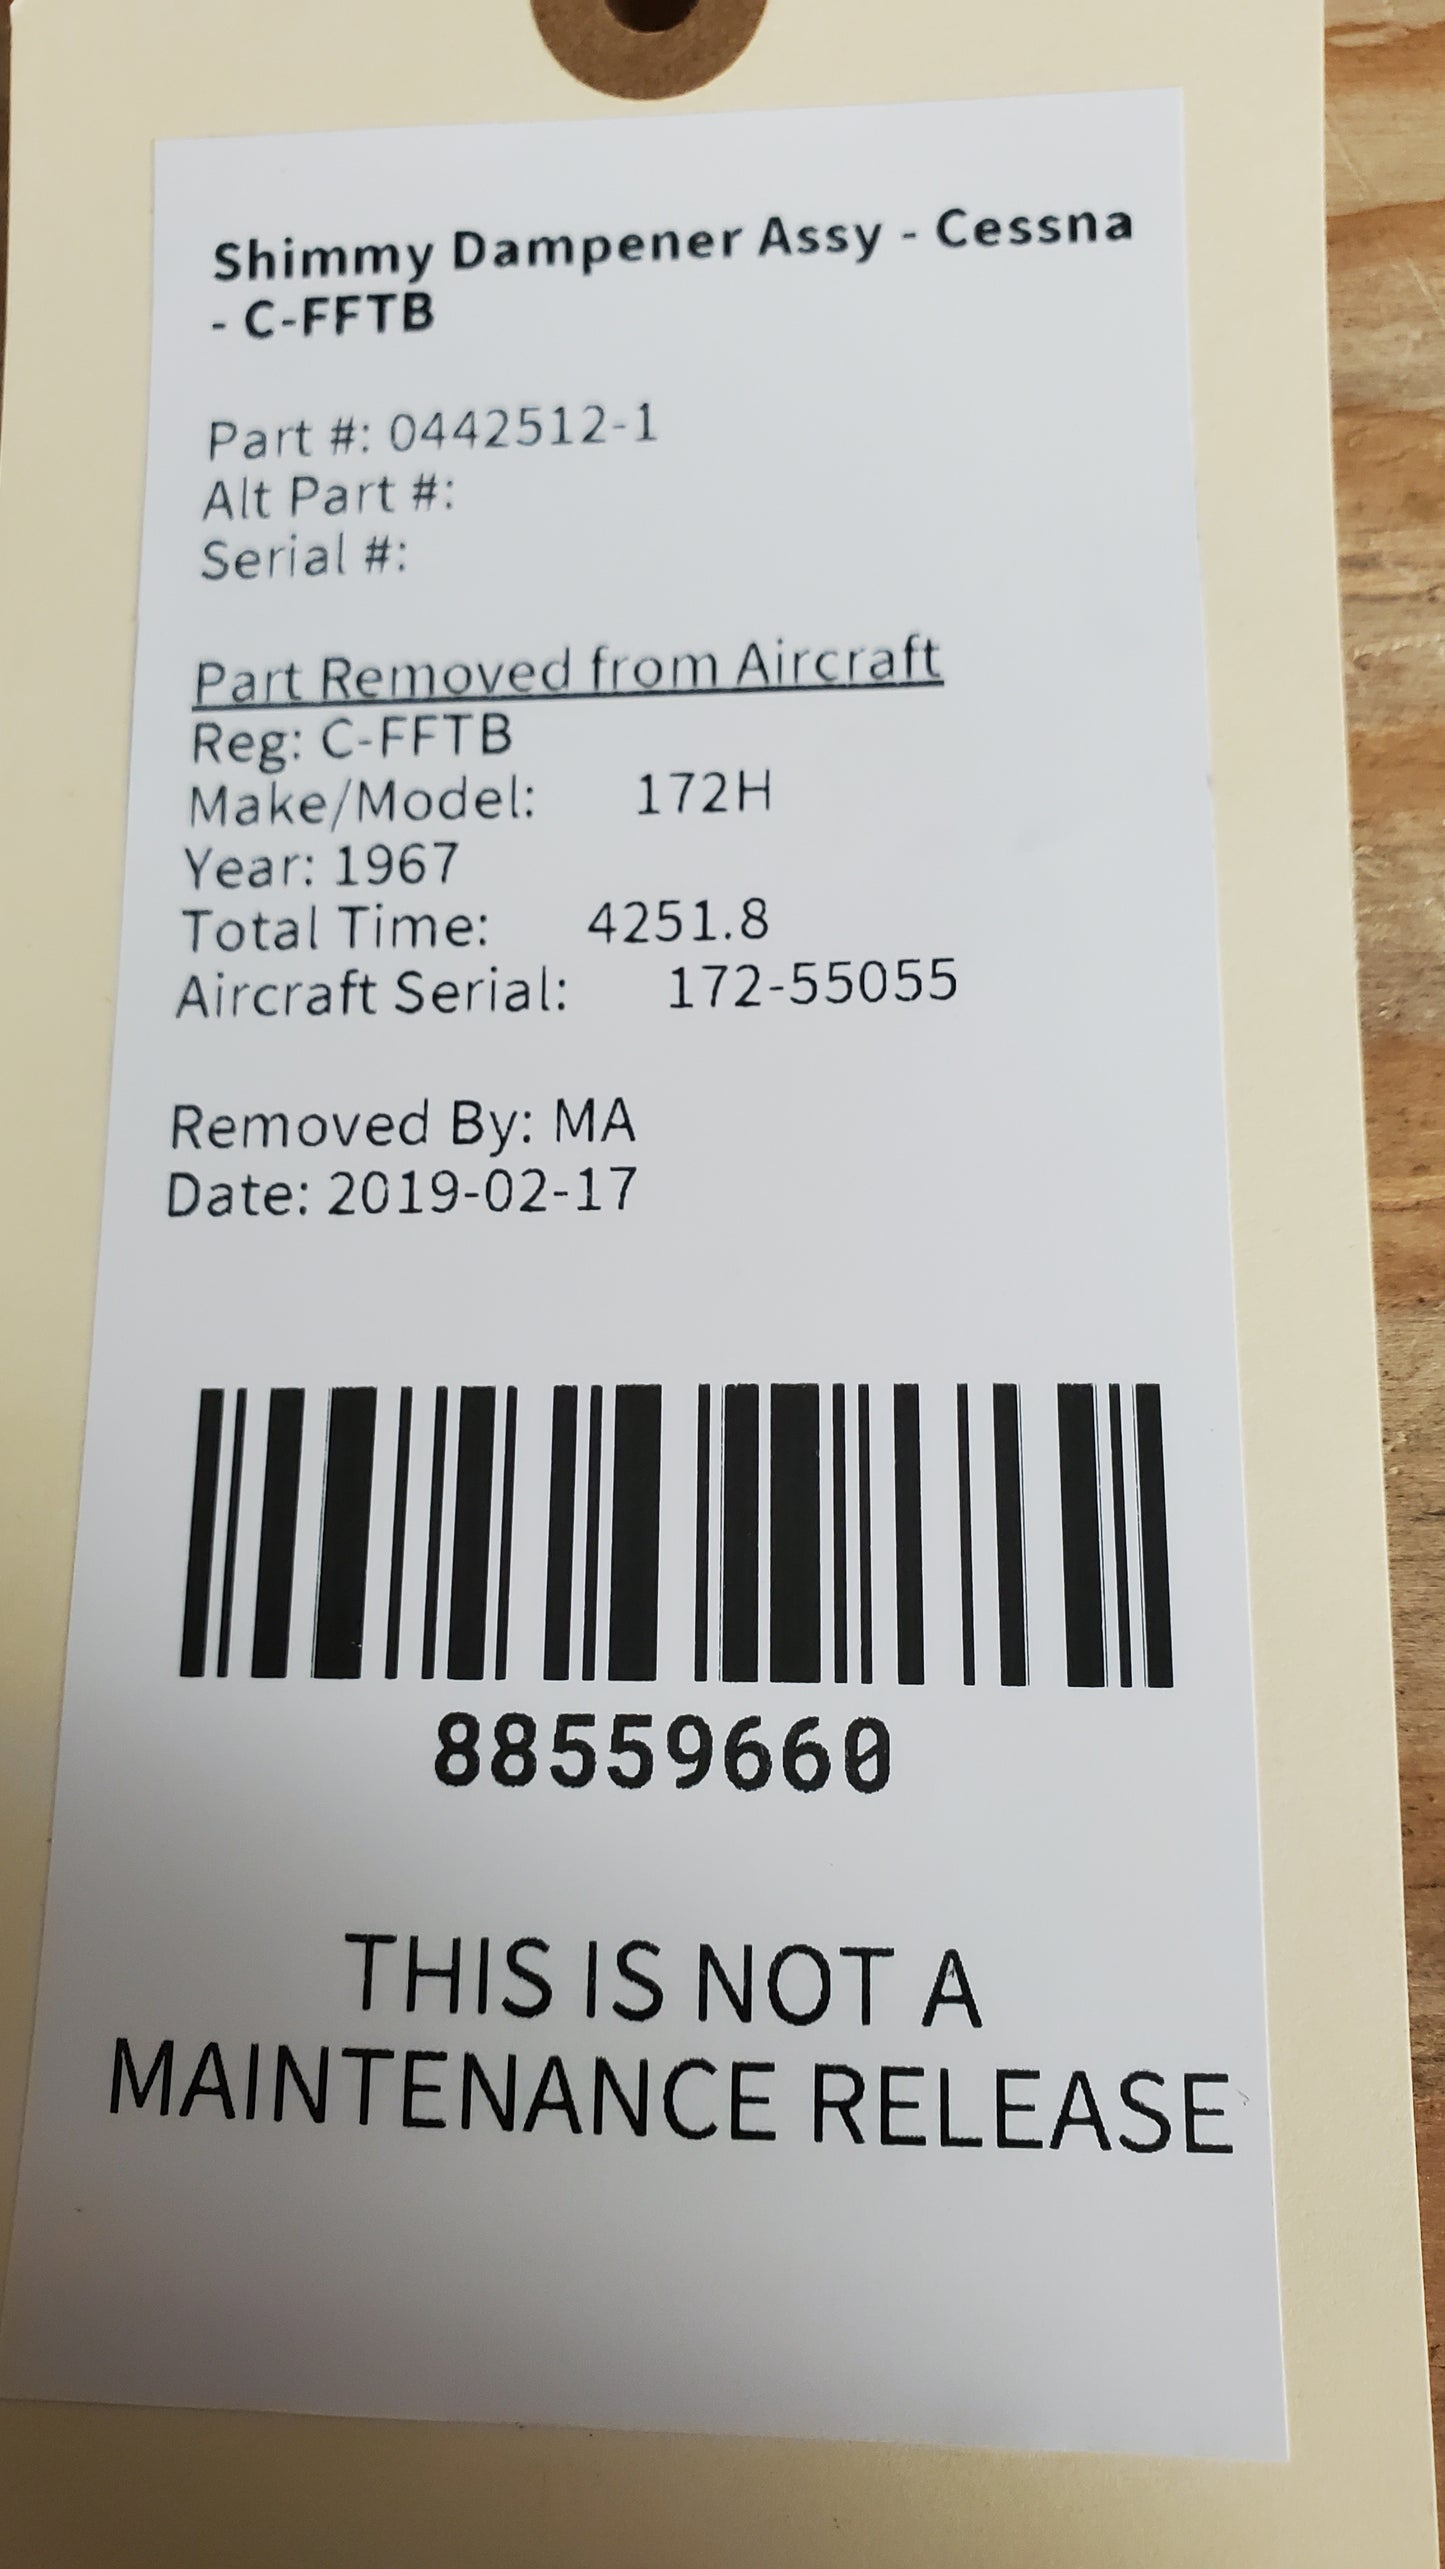 Shimmy Dampener Assy - Cessna
- C-FFTB
Part #: 0442512-1
Alt Part #:
Serial #:
Part Removed from Aircraft
Reg: C-FFTB
Make/Model: 172H
Year: 1967
Total Time: 4251.8
Aircraft Serial: 172-55055
Removed By: MA
Date: 2019-02-17
88559660
THIS IS NOT A
MAINTENANCE RELEASE